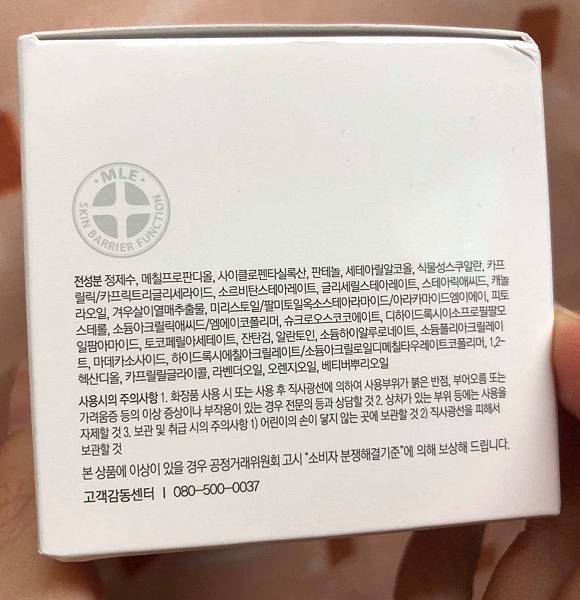 MLE
SKIN BARRIER FUNCTION
전성분 정제수, 메칠프로판디올, 사이클로펜타실록산, 판테놀, 세테아릴알코올, 식물성스쿠알란, 카프
릴릭/카프릭트리글리세라이드, 소르비탄스테아레이트, 글리세릴스테아레이트, 스테아릭애씨드, 캐놀
라오일, 겨우살이열매추출물, 미리스토일/팔미토일옥소스테아라마이드/아라카마이드엠이에이, 피토
스테롤, 소듐아크릴릭애씨드/엠에이코폴리머, 슈크로오스코코에이트, 디하이드록시이소프로필팔모
일팜아마이드, 토코페릴아세테이트, 잔탄검, 알란토인, 소듐하이알루로네이트, 소듐폴리아크릴레이
트, 마데카소사이드, 하이드록시에칠아크릴레이트/소듐아크릴로일디메칠타우레이트코폴리머, 1,2-
헥산디올, 카프릴릴글라이콜, 라벤더오일, 오렌지오일, 베티버뿌리오일
사용시의 주의사항 1. 화장품 사용 시 또는 사용 후 직사광선에 의하여 사용부위가 붉은 반점, 부어오름 또는
가려움증 등의 이상 증상이나 부작용이 있는 경우 전문의 등과 상담할 것 2. 상처가 있는 부위 등에는 사용을
자제할 것 3. 보관 및 취급 시의 주의사항 1) 어린이의 손이 닿지 않는 곳에 보관할 것 2) 직사광선을 피해서
보관할 것
본 상품에 이상이 있을 경우 공정거래위원회 고시 "소비자 분쟁해결기준"에 의해 보상해 드립니다.
고객감동센터 | 080-500-0037